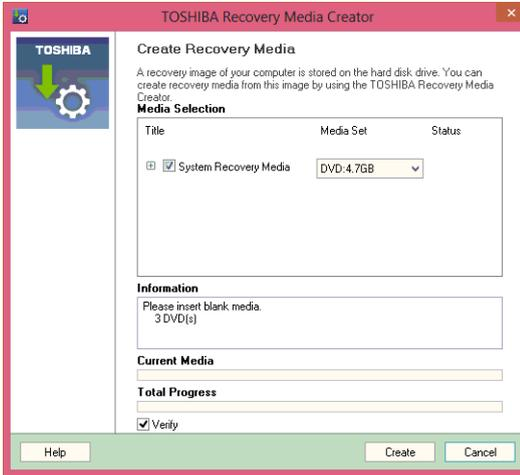 TOSHIBA Recovery Media Creator
TOSHIBA
Create Recovery Media
A recovery image of your computer is stored on the hard disk drive. You can
create recovery media from this image by using the TOSHIBA Recovery Media
Creator.
Media Selection
Title Media Set Status
System Recovery Media DVD:4.7GB
Information
Please insert blank media.
3 DVD(s)
Current Media
Total Progress
Verify
Help Create Cancel